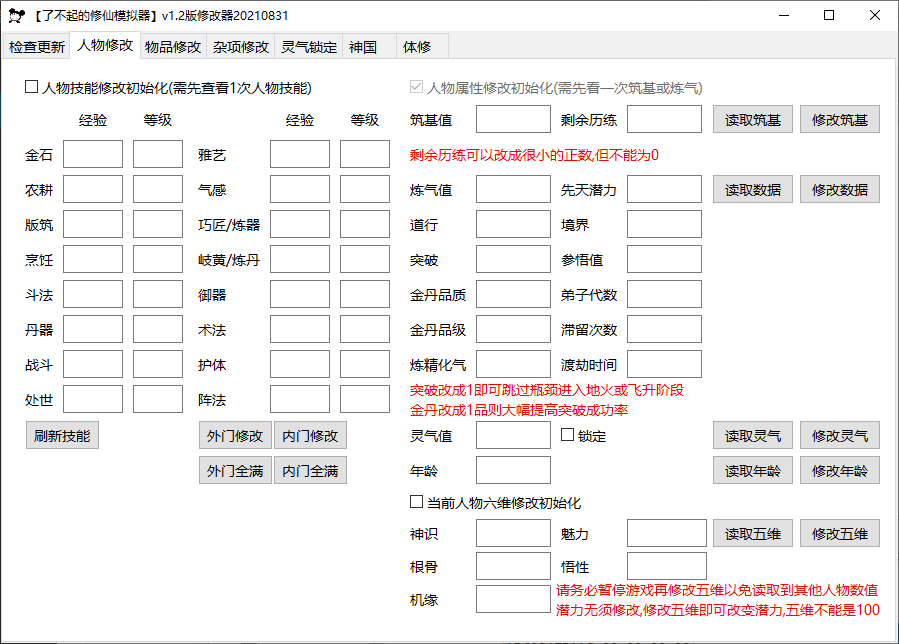 【了不起的修仙模拟器】v1.2版修改器20210831
检查更新 人物修改 物品修改 杂项修改 灵气锁定 神国 体修
人物技能修改初始化(需先查看1次人物技能)
经验 等级 经验 等级
金石 雅艺
农耕 气感
版筑 巧匠/炼器
烹饪 岐黄/炼丹
斗法 御器
丹器 术法
战斗 护体
处世 阵法
刷新技能 外门修改 内门修改
外门全满 内门全满
人物属性修改初始化(需先看一次筑基或炼气)
筑基值 剩余历练 读取筑基 修改筑基
剩余历练可以改成很小的正数,但不能为0
炼气值 先天潜力 读取数据 修改数据
道行 境界
突破 参悟值
金丹品质 弟子代数
金丹品级 滞留次数
炼精化气 渡劫时间
突破改成1即可跳过瓶颈进入地火或飞升阶段
金丹改成1品则大幅提高突破成功率
灵气值 锁定 读取灵气 修改灵气
年龄 读取年龄 修改年龄
当前人物六维修改初始化
神识 魅力 读取五维 修改五维
根骨 悟性
机缘
请务必暂停游戏再修改五维以免读取到其他人物数值
潜力无须修改,修改五维即可改变潜力,五维不能是100